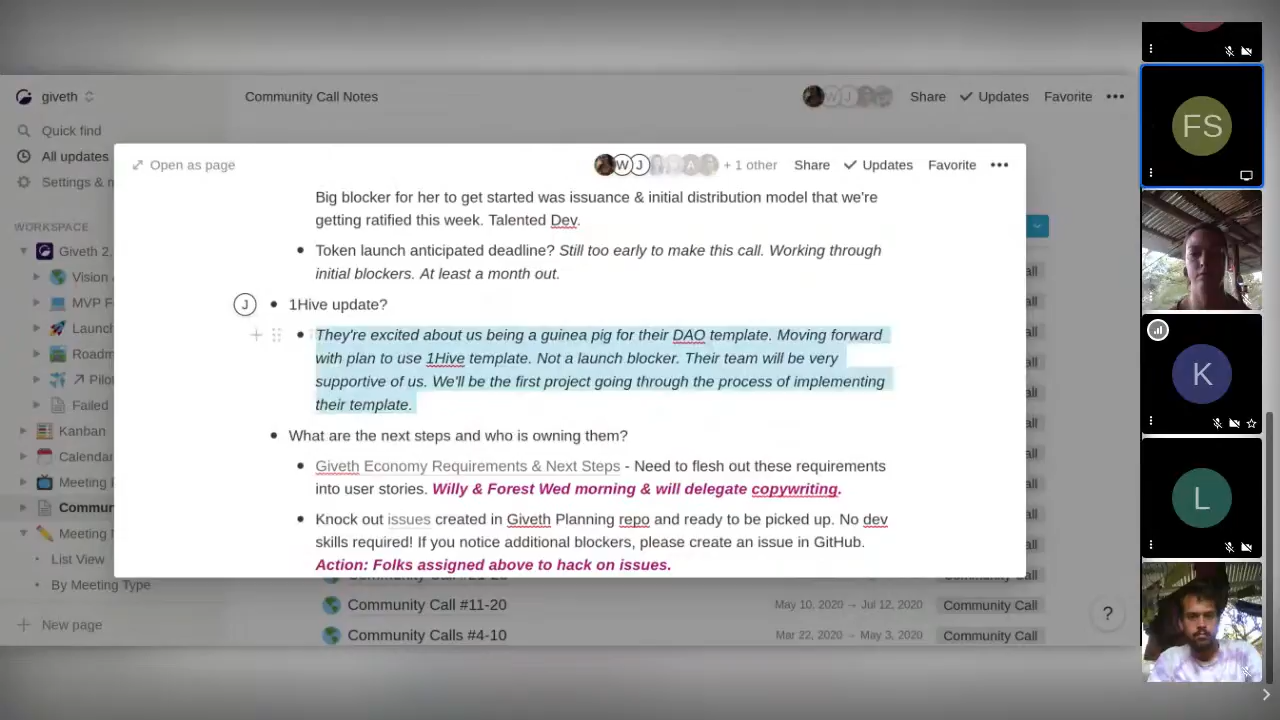 giveth
Community Call Notes
W J
Share
Updates
Favorite
Quick find
All updates
Settings & m
WORKSPACE
Giveth 2.
Vision
MVP F
Launch
Roadm
Pilot
Failed
Kanban
Calendar
Meeting
Commun
Meeting
List View
By Meeting Type
New page
Open as page
W J A + 1 other
Share
Updates
Favorite
Big blocker for her to get started was issuance & initial distribution model that we're
getting ratified this week. Talented Dev.
Token launch anticipated deadline? Still too early to make this call. Working through
initial blockers. At least a month out.
J
1Hive update?
They're excited about us being a guinea pig for their DAO template. Moving forward
with plan to use 1Hive template. Not a launch blocker. Their team will be very
supportive of us. We'll be the first project going through the process of implementing
their template.
What are the next steps and who is owning them?
Giveth Economy Requirements & Next Steps - Need to flesh out these requirements
into user stories. Willy & Forest Wed morning & will delegate copywriting.
Knock out issues created in Giveth Planning repo and ready to be picked up. No dev
skills required! If you notice additional blockers, please create an issue in GitHub.
Action: Folks assigned above to hack on issues.
Community Call #11-20
May 10, 2020 → Jul 12, 2020
Community Call
Community Calls #4-10
Mar 22, 2020 → May 3, 2020
Community Call
?
FS
K
L